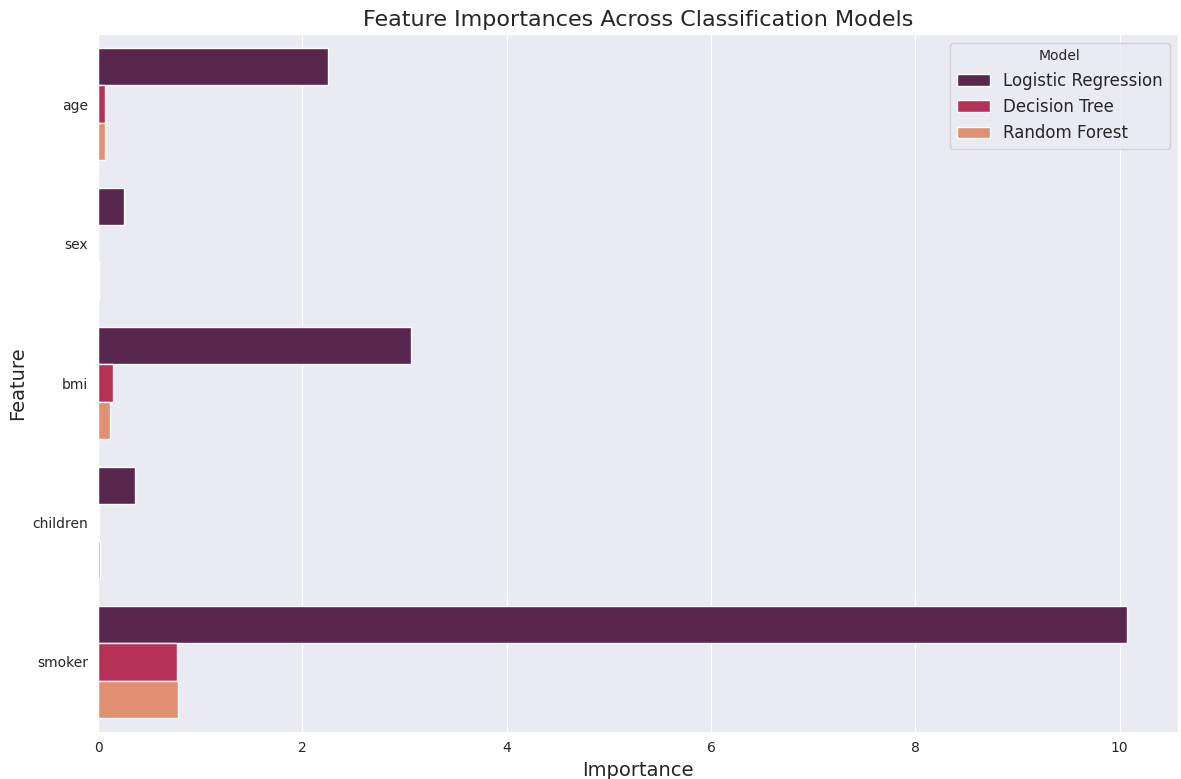 Feature Importances Across Classification Models
Model
Logistic Regression
Decision Tree
Random Forest
Feature
age
sex
bmi
children
smoker
0 2 4 6 8 10
Importance